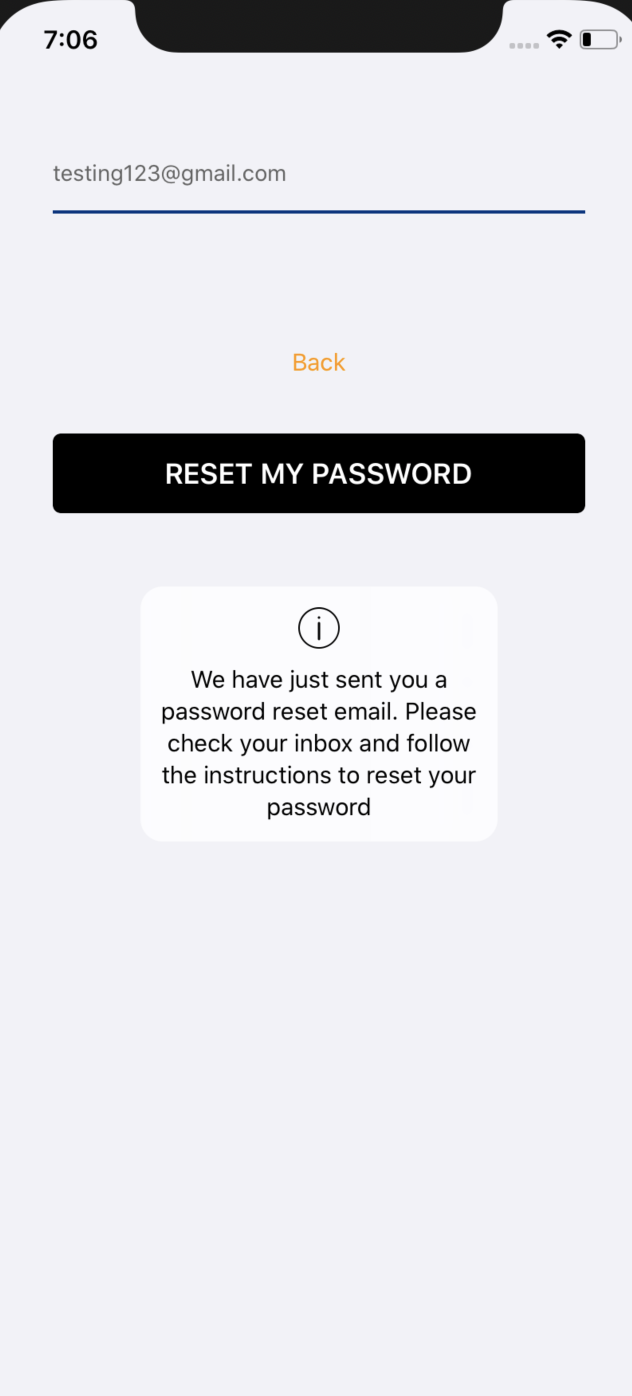 7:06
testing123@gmail.com
Back
RESET MY PASSWORD
We have just sent you a
password reset email. Please
check your inbox and follow
the instructions to reset your
password